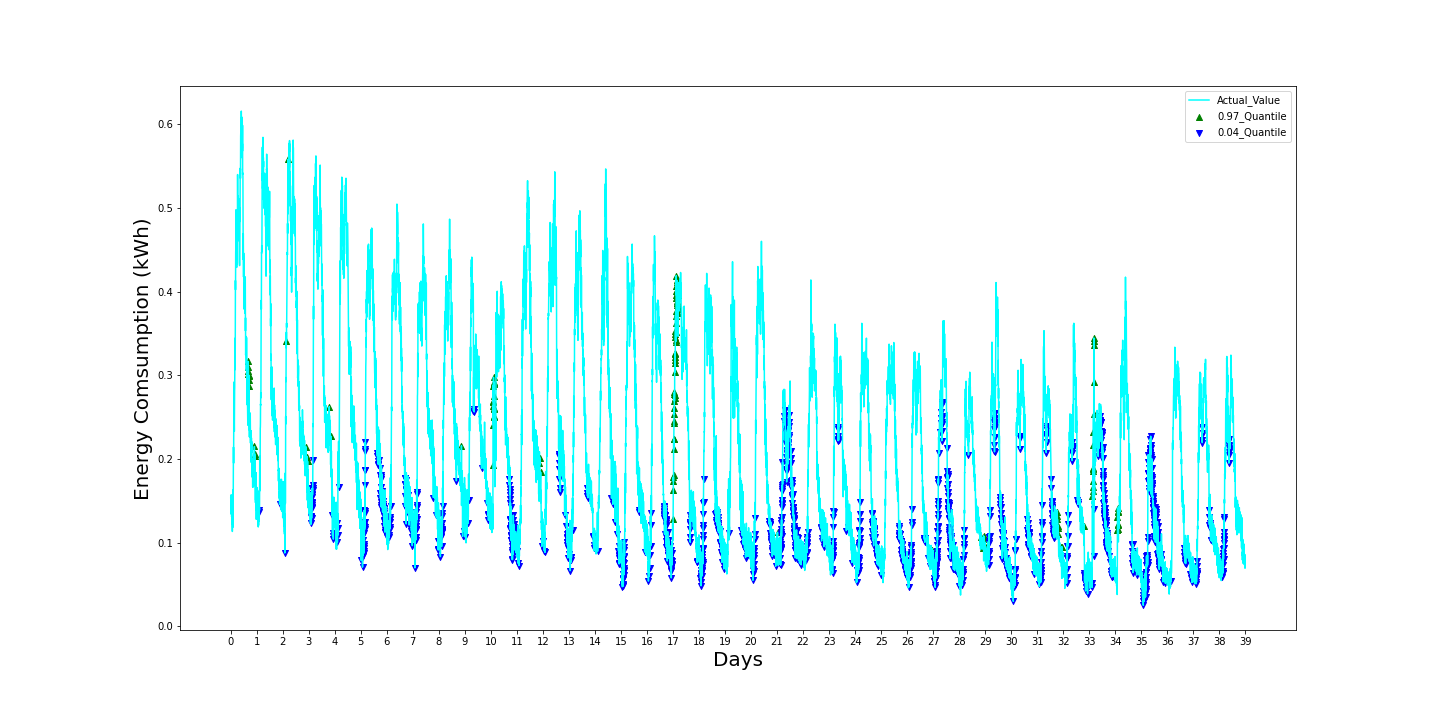 Actual_Value
0.97_Quantile
0.04_Quantile
0.6
0.5
0.4
0.3
0.2
0.1
0.0
Energy Comsumption (kWh)
0 1 2 3 4 5 6 7 8 9 10 11 12 13 14 15 16 17 18 19 20 21 22 23 24 25 26 27 28 29 30 31 32 33 34 35 36 37 38 39
Days